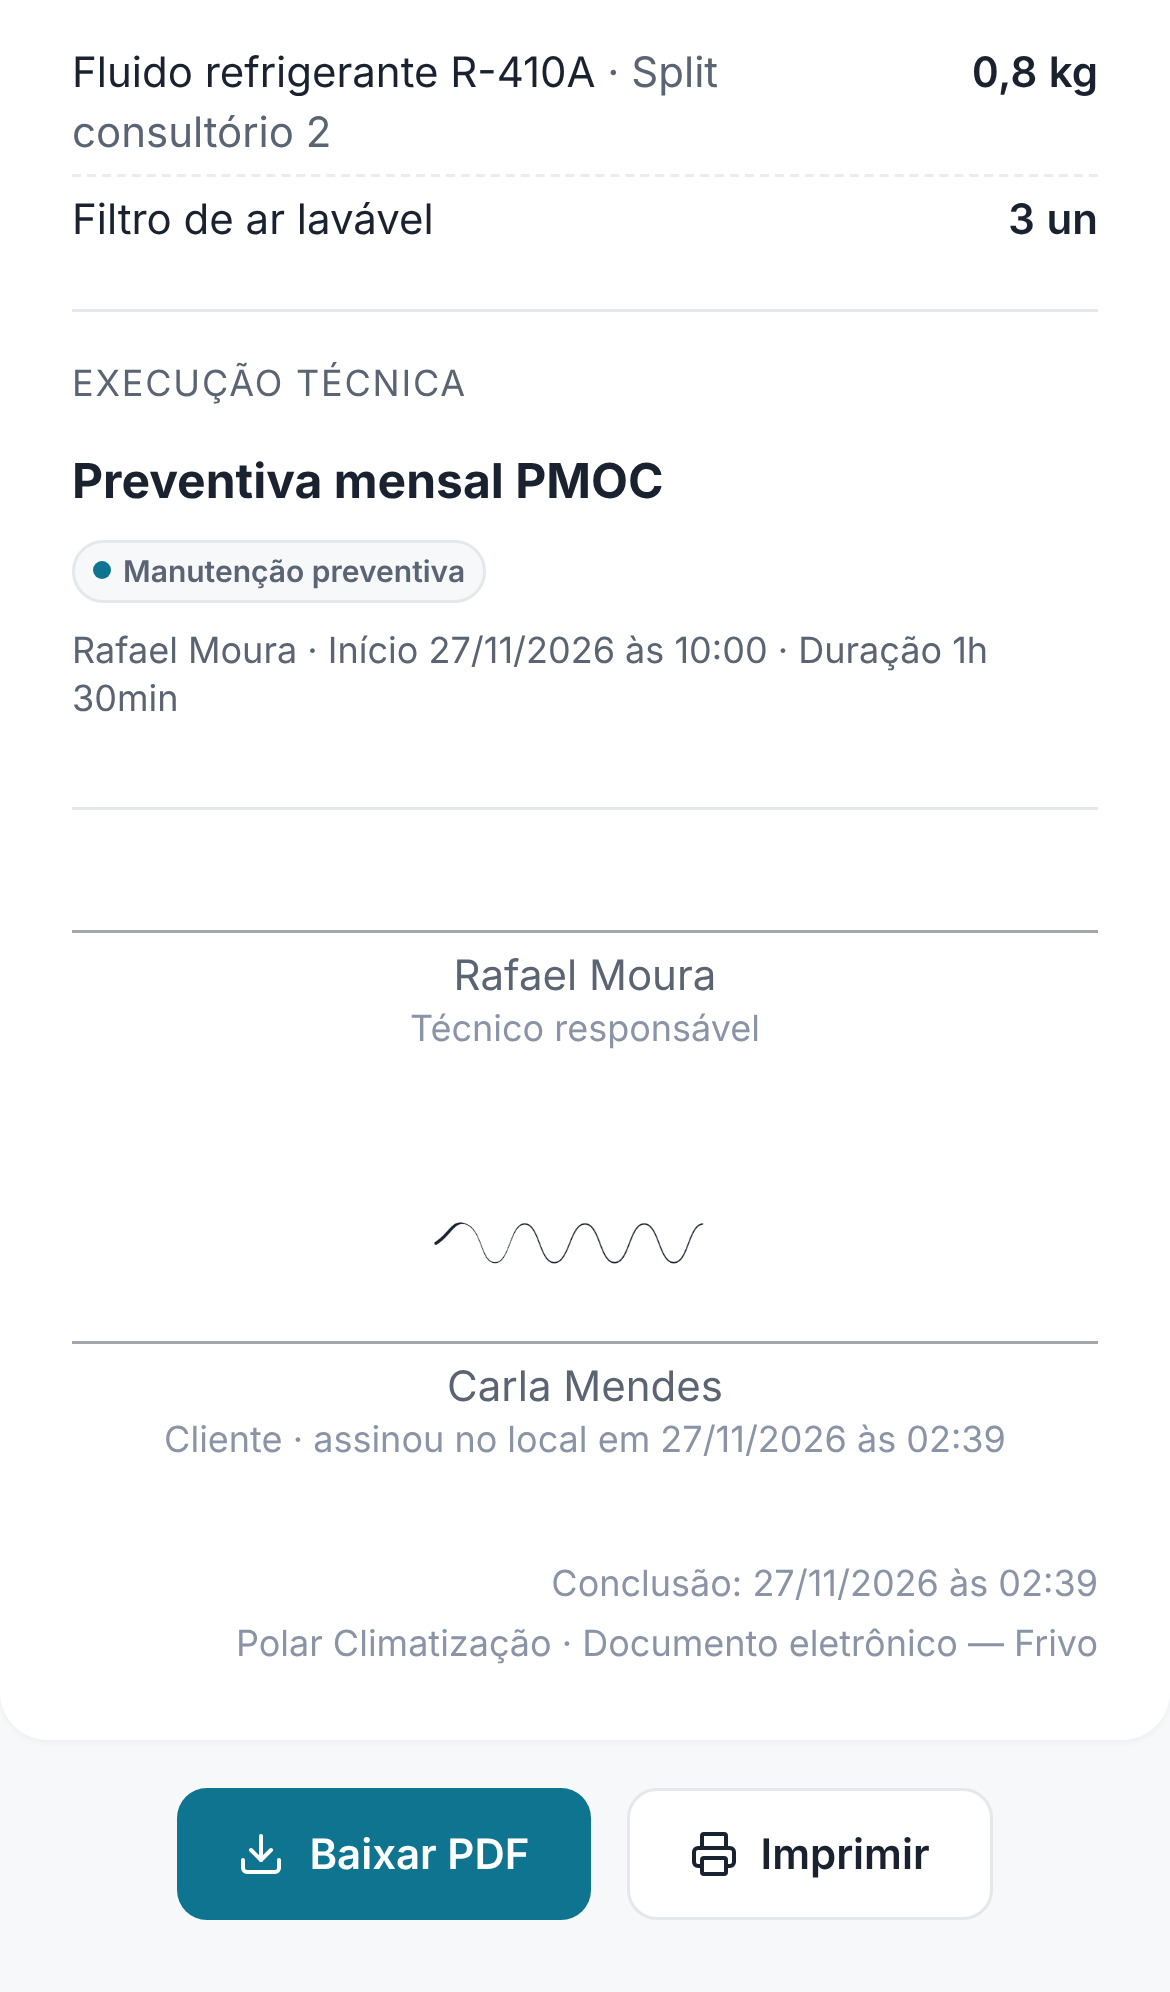 Fluido refrigerante R-410A · Split 0,8 kg
consultório 2
Filtro de ar lavável 3 un
EXECUÇÃO TÉCNICA
Preventiva mensal PMOC
Manutenção preventiva
Rafael Moura · Início 27/11/2026 às 10:00 · Duração 1h
30min
Rafael Moura
Técnico responsável
Carla Mendes
Cliente · assinou no local em 27/11/2026 às 02:39
Conclusão: 27/11/2026 às 02:39
Polar Climatização · Documento eletrônico — Frivo
Baixar PDF Imprimir